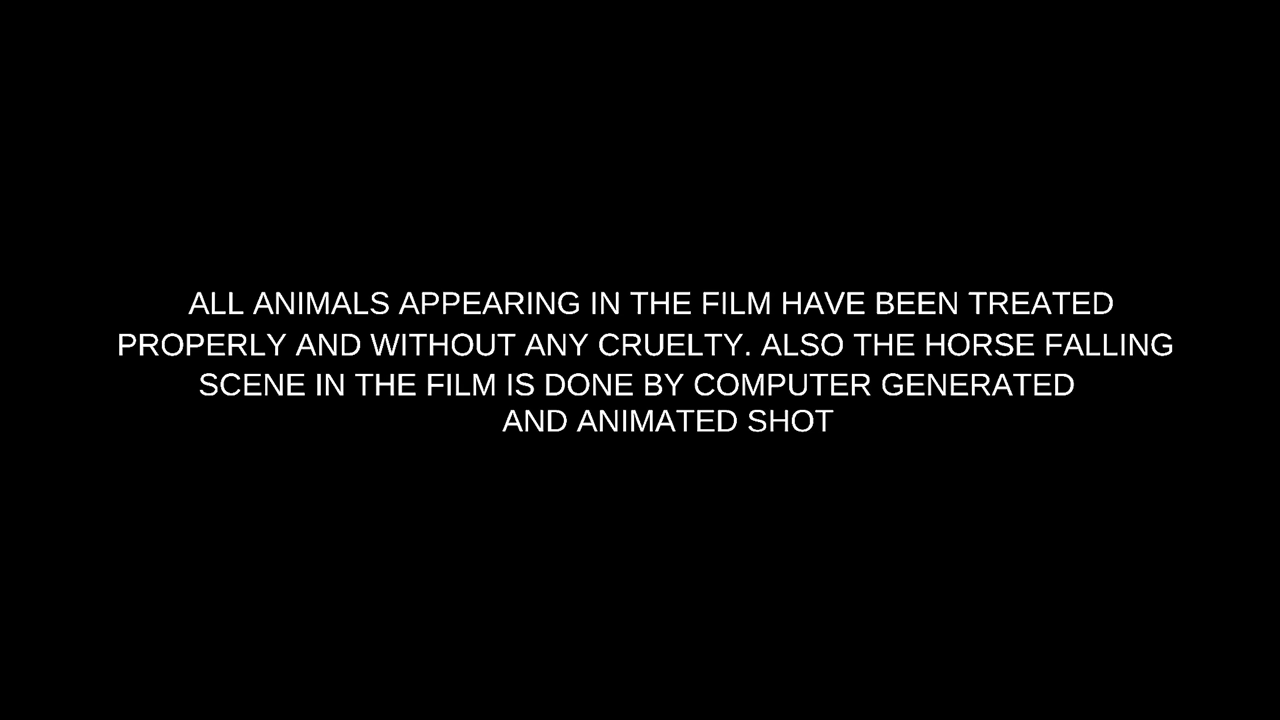 ALL ANIMALS APPEARING IN THE FILM HAVE BEEN TREATED
PROPERLY AND WITHOUT ANY CRUELTY. ALSO THE HORSE FALLING
SCENE IN THE FILM IS DONE BY COMPUTER GENERATED
AND ANIMATED SHOT